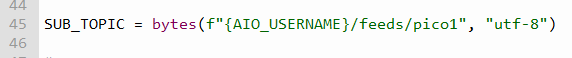 44
45 SUB_TOPIC = bytes(f"{AIO_USERNAME}/feeds/pico1", "utf-8")
46